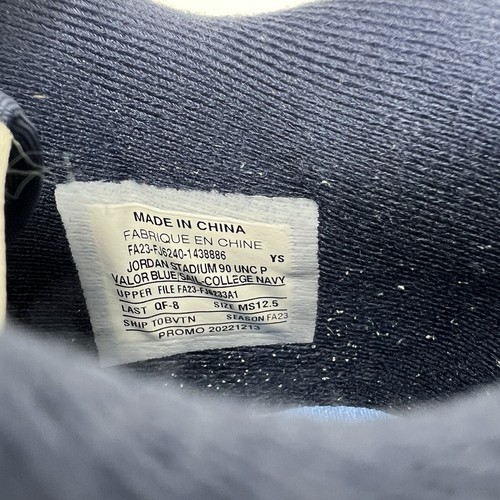 MADE IN CHINA
FABRIQUE EN CHINE
FA23-FJ6240-1438886 YS
JORDAN STADIUM 90 UNC P
VALOR BLUE/SAIL-COLLEGE NAVY
UPPER FILE FA23-FJ6233A1
LAST QF-8 SIZE MS12.5
SHIP TOBVTN SEASON FA23
PROMO 20221213